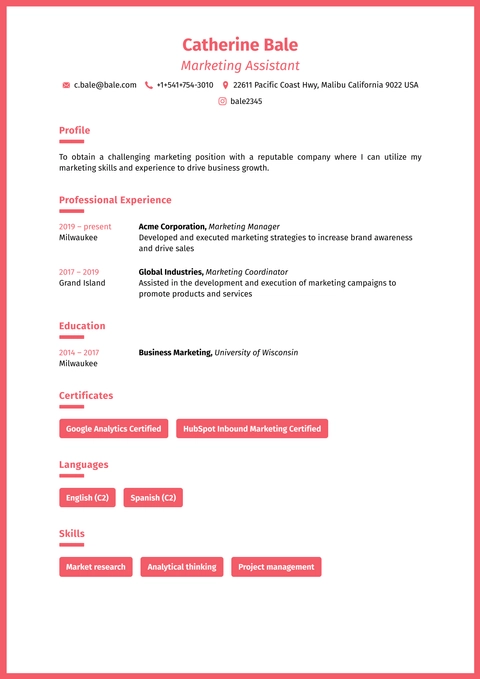 Catherine Bale
Marketing Assistant
c.bale@bale.com +1+541+754-3010 22611 Pacific Coast Hwy, Malibu California 9022 USA
bale2345
Profile
To obtain a challenging marketing position with a reputable company where I can utilize my
marketing skills and experience to drive business growth.
Professional Experience
2019 – present
Milwaukee
Acme Corporation, Marketing Manager
Developed and executed marketing strategies to increase brand awareness
and drive sales
2017 – 2019
Grand Island
Global Industries, Marketing Coordinator
Assisted in the development and execution of marketing campaigns to
promote products and services
Education
2014 – 2017
Milwaukee
Business Marketing, University of Wisconsin
Certificates
Google Analytics Certified HubSpot Inbound Marketing Certified
Languages
English (C2) Spanish (C2)
Skills
Market research Analytical thinking Project management